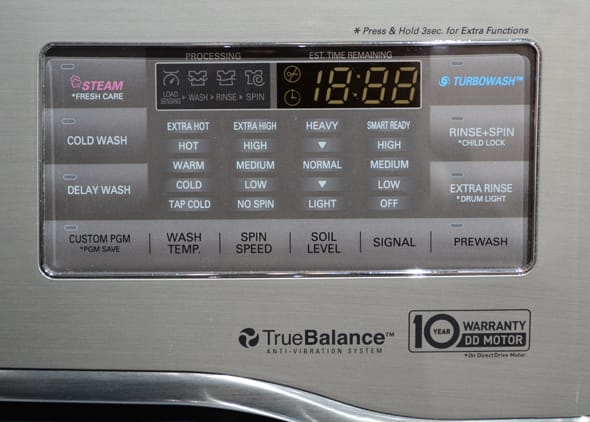 * Press & Hold 3sec. for Extra Functions
PROCESSING
EST. TIME REMAINING
LOAD
SENSING
WASH ▸ RINSE ▸ SPIN
18:88
STEAM
*FRESH CARE
TURBOWASH™
COLD WASH
RINSE+SPIN
*CHILD LOCK
DELAY WASH
EXTRA RINSE
*DRUM LIGHT
EXTRA HOT EXTRA HIGH HEAVY SMART READY
HOT HIGH ▼ HIGH
WARM MEDIUM NORMAL MEDIUM
COLD LOW ▼ LOW
TAP COLD NO SPIN LIGHT OFF
CUSTOM PGM
*PGM SAVE
WASH
TEMP.
SPIN
SPEED
SOIL
LEVEL
SIGNAL
PREWASH
TrueBalance™
ANTI-VIBRATION SYSTEM
10 YEAR
WARRANTY
DD MOTOR
*On Direct Drive Motor.